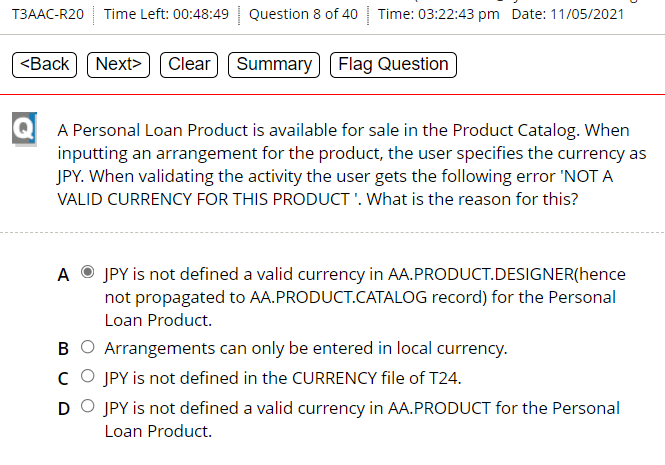 T3AAC-R20 Time Left: 00:48:49 Question 8 of 40 Time: 03:22:43 pm Date: 11/05/2021
<Back Next> Clear Summary Flag Question
Q
A Personal Loan Product is available for sale in the Product Catalog. When
inputting an arrangement for the product, the user specifies the currency as
JPY. When validating the activity the user gets the following error 'NOT A
VALID CURRENCY FOR THIS PRODUCT '. What is the reason for this?
A JPY is not defined a valid currency in AA.PRODUCT.DESIGNER(hence
not propagated to AA.PRODUCT.CATALOG record) for the Personal
Loan Product.
B Arrangements can only be entered in local currency.
C JPY is not defined in the CURRENCY file of T24.
D JPY is not defined a valid currency in AA.PRODUCT for the Personal
Loan Product.